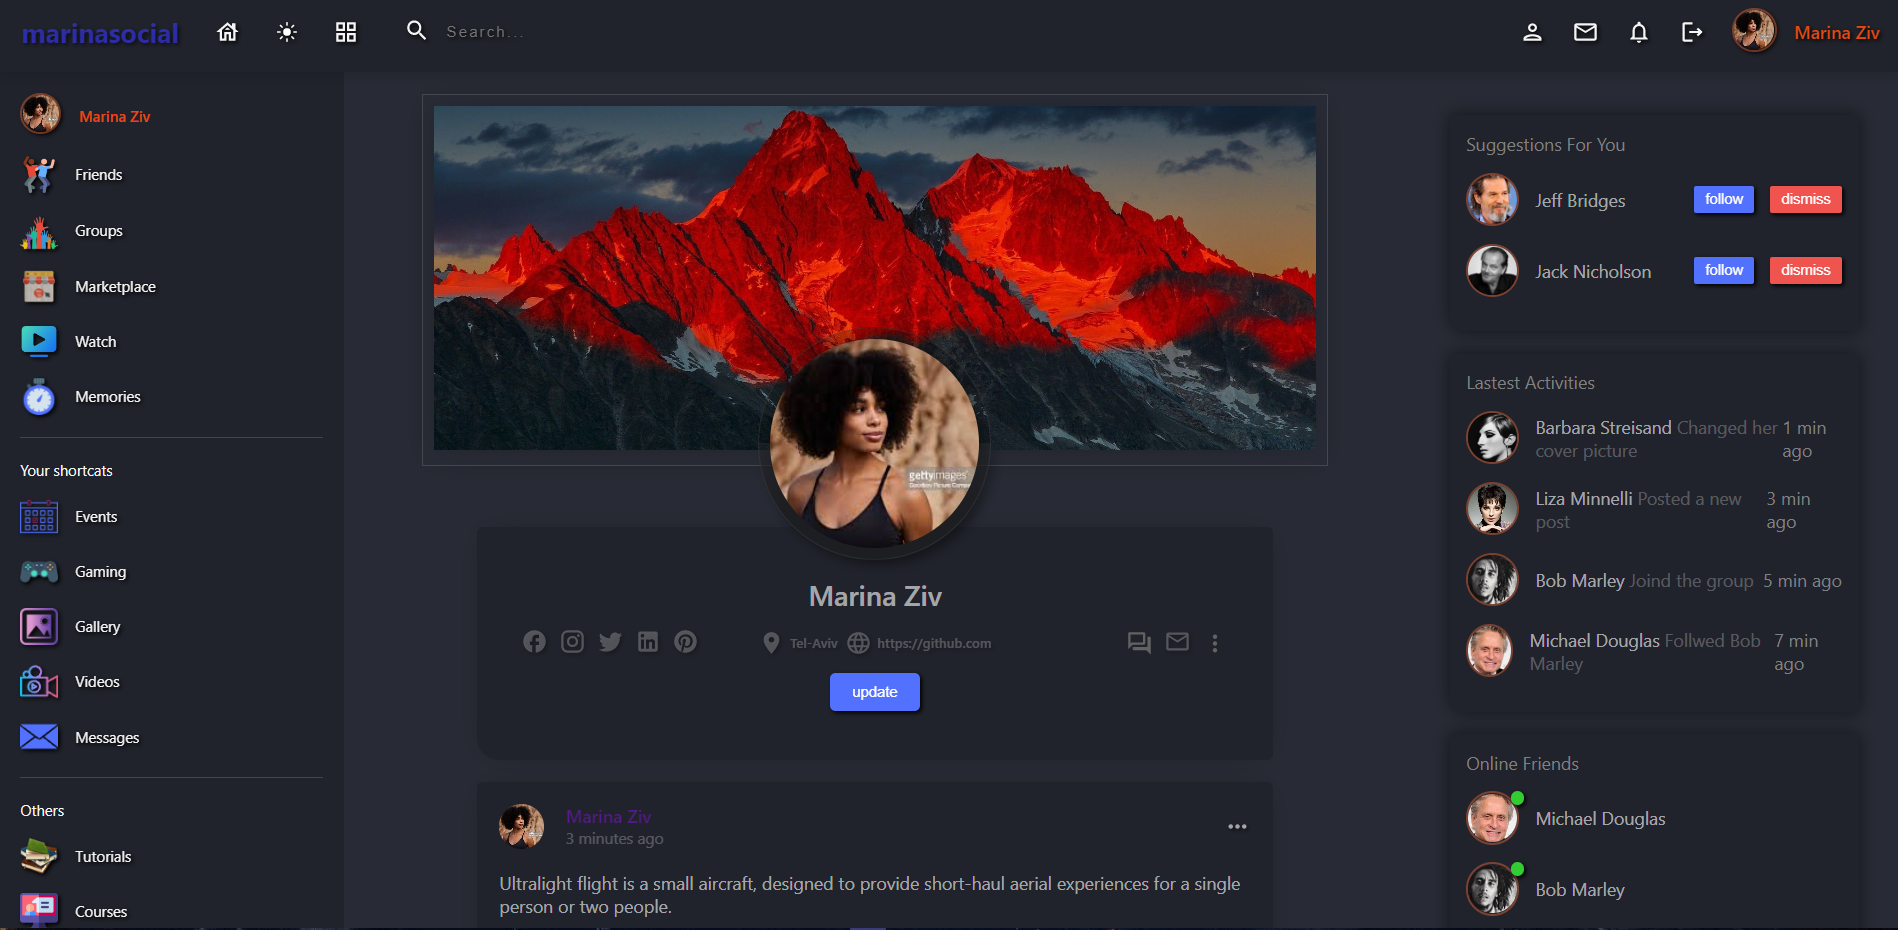 marinasocial
Search...
Marina Ziv
Marina Ziv
Friends
Groups
Marketplace
Watch
Memories
Your shortcats
Events
Gaming
Gallery
Videos
Messages
Others
Tutorials
Courses
gettyimages
Marina Ziv
Tel-Aviv https://github.com
update
Marina Ziv
3 minutes ago
Ultralight flight is a small aircraft, designed to provide short-haul aerial experiences for a single
person or two people.
Suggestions For You
Jeff Bridges follow dismiss
Jack Nicholson follow dismiss
Lastest Activities
Barbara Streisand Changed her 1 min
cover picture ago
Liza Minnelli Posted a new 3 min
post ago
Bob Marley Joind the group 5 min ago
Michael Douglas Follwed Bob 7 min
Marley ago
Online Friends
Michael Douglas
Bob Marley